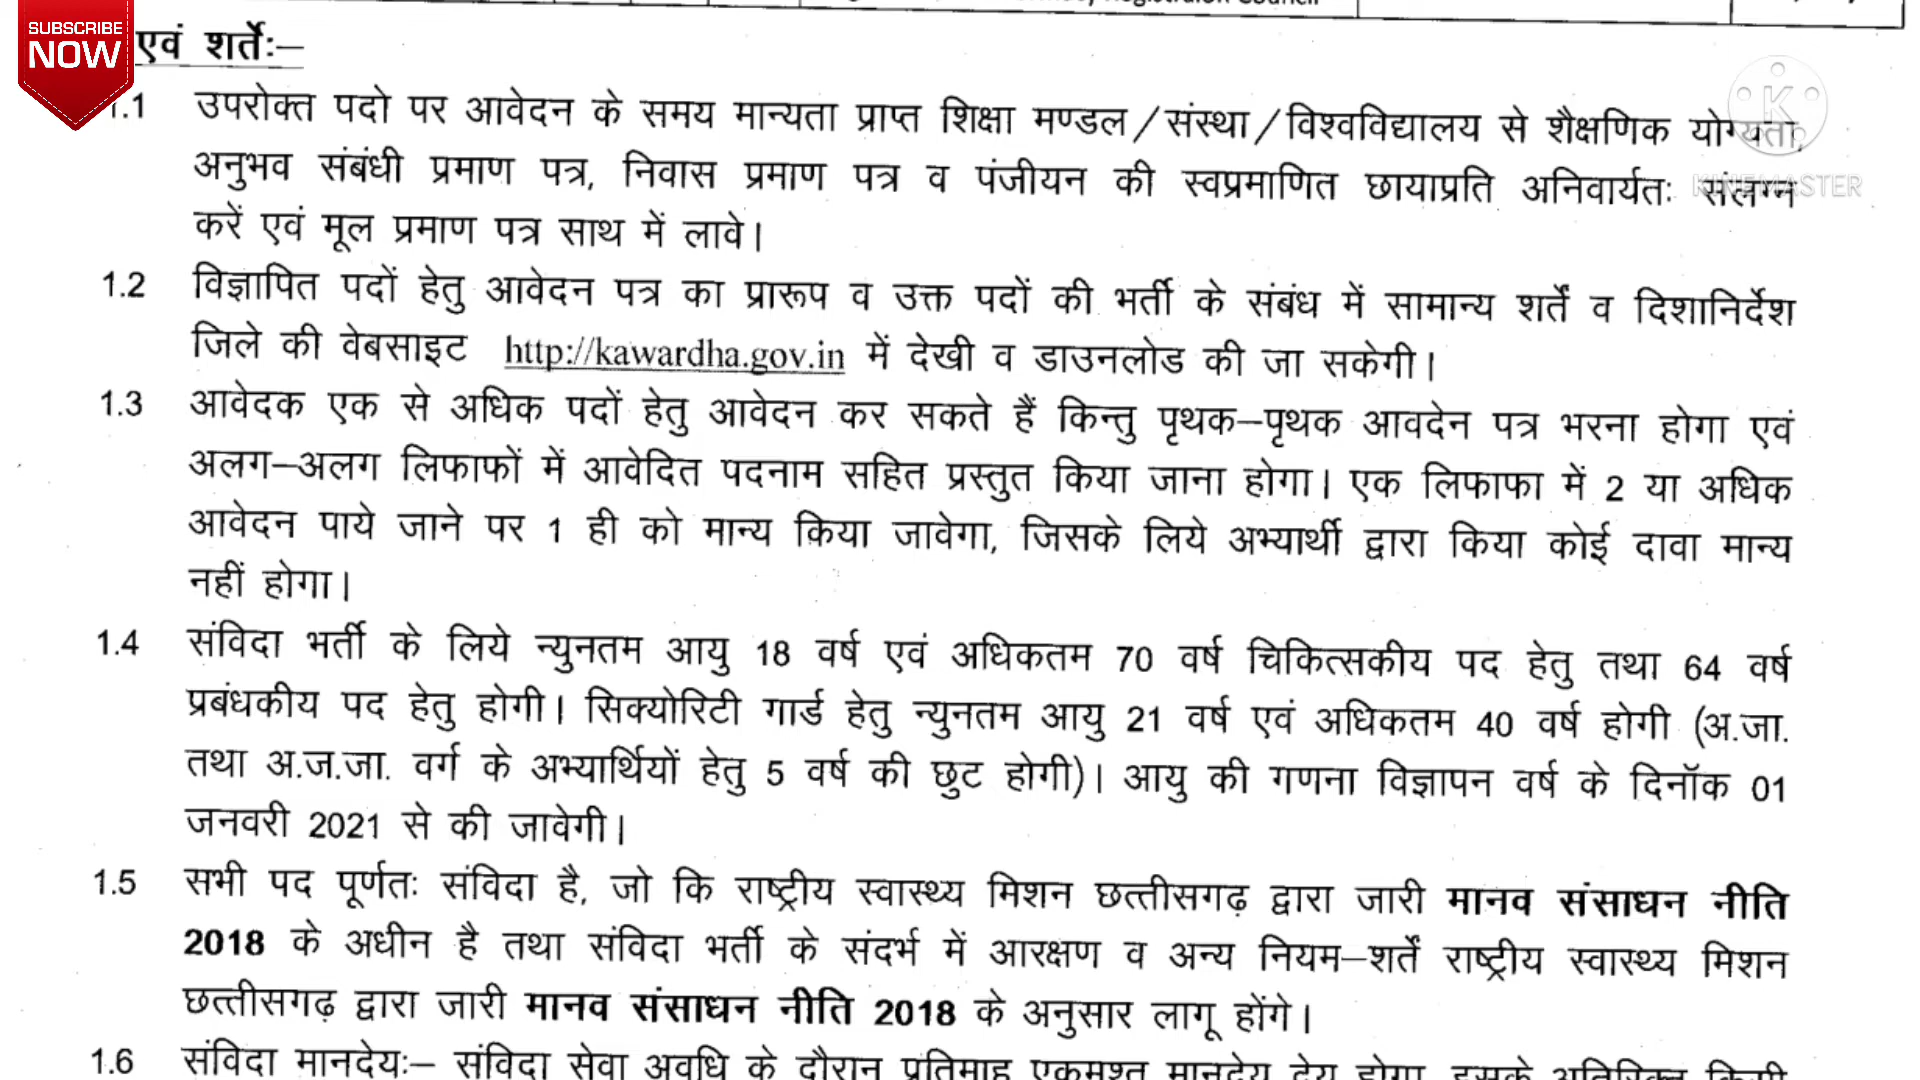 Registraion Council
SUBSCRIBE
NOW
एवं शर्तेः–
1.1 उपरोक्त पदो पर आवेदन के समय मान्यता प्राप्त शिक्षा मण्डल/संस्था/विश्वविद्यालय से शैक्षणिक योग्यता,
अनुभव संबंधी प्रमाण पत्र, निवास प्रमाण पत्र व पंजीयन की स्वप्रमाणित छायाप्रति अनिवार्यतः संलग्न
KINEMASTER
करें एवं मूल प्रमाण पत्र साथ में लावे।
1.2 विज्ञापित पदों हेतु आवेदन पत्र का प्रारूप व उक्त पदों की भर्ती के संबंध में सामान्य शर्तें व दिशानिर्देश
जिले की वेबसाइट http://kawardha.gov.in में देखी व डाउनलोड की जा सकेगी।
1.3 आवेदक एक से अधिक पदों हेतु आवेदन कर सकते हैं किन्तु पृथक–पृथक आवदेन पत्र भरना होगा एवं
अलग–अलग लिफाफों में आवेदित पदनाम सहित प्रस्तुत किया जाना होगा। एक लिफाफा में 2 या अधिक
आवेदन पाये जाने पर 1 ही को मान्य किया जावेगा, जिसके लिये अभ्यार्थी द्वारा किया कोई दावा मान्य
नहीं होगा।
1.4 संविदा भर्ती के लिये न्युनतम आयु 18 वर्ष एवं अधिकतम 70 वर्ष चिकित्सकीय पद हेतु तथा 64 वर्ष
प्रबंधकीय पद हेतु होगी। सिक्योरिटी गार्ड हेतु न्युनतम आयु 21 वर्ष एवं अधिकतम 40 वर्ष होगी (अ.जा.
तथा अ.ज.जा. वर्ग के अभ्यार्थियों हेतु 5 वर्ष की छुट होगी)। आयु की गणना विज्ञापन वर्ष के दिनॉक 01
जनवरी 2021 से की जावेगी।
1.5 सभी पद पूर्णतः संविदा है, जो कि राष्ट्रीय स्वास्थ्य मिशन छत्तीसगढ़ द्वारा जारी मानव संसाधन नीति
2018 के अधीन है तथा संविदा भर्ती के संदर्भ में आरक्षण व अन्य नियम–शर्तें राष्ट्रीय स्वास्थ्य मिशन
छत्तीसगढ़ द्वारा जारी मानव संसाधन नीति 2018 के अनुसार लागू होंगे।
1.6 संविदा मानदेयः– संविदा सेवा अवधि के दौरान प्रतिमाह एकमुश्त मानदेय देय होगा, इसके अतिरिक्त किसी